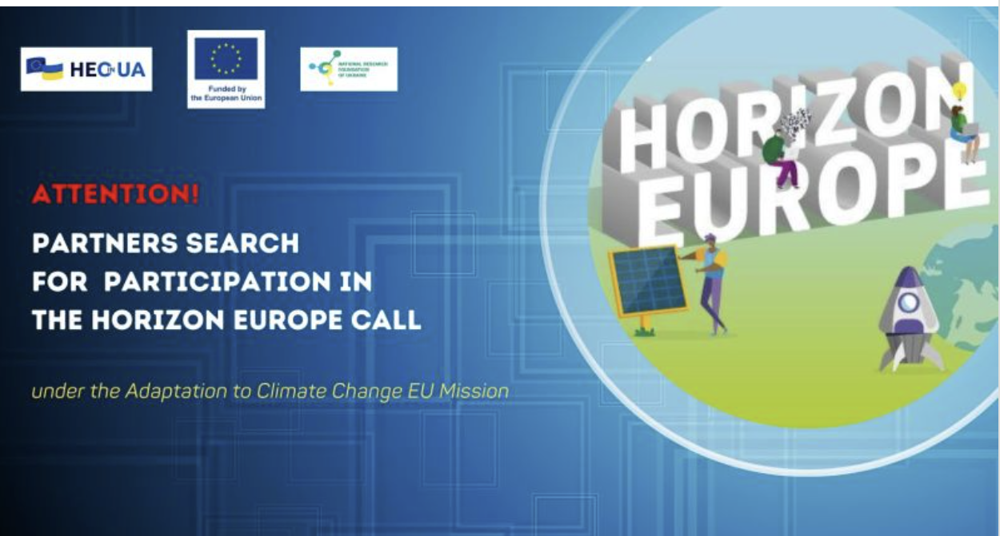 HEO IN UA
Funded by
the European Union
NATIONAL RESEARCH
FOUNDATION
OF UKRAINE
HORIZON
EUROPE
ATTENTION!
PARTNERS SEARCH
FOR PARTICIPATION IN
THE HORIZON EUROPE CALL
under the Adaptation to Climate Change EU Mission